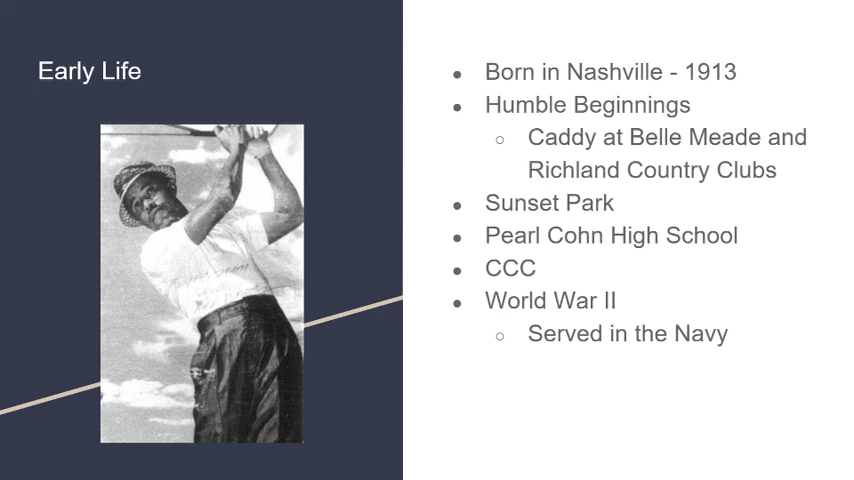 Early Life
● Born in Nashville - 1913
● Humble Beginnings
○ Caddy at Belle Meade and
Richland Country Clubs
● Sunset Park
● Pearl Cohn High School
● CCC
● World War II
○ Served in the Navy